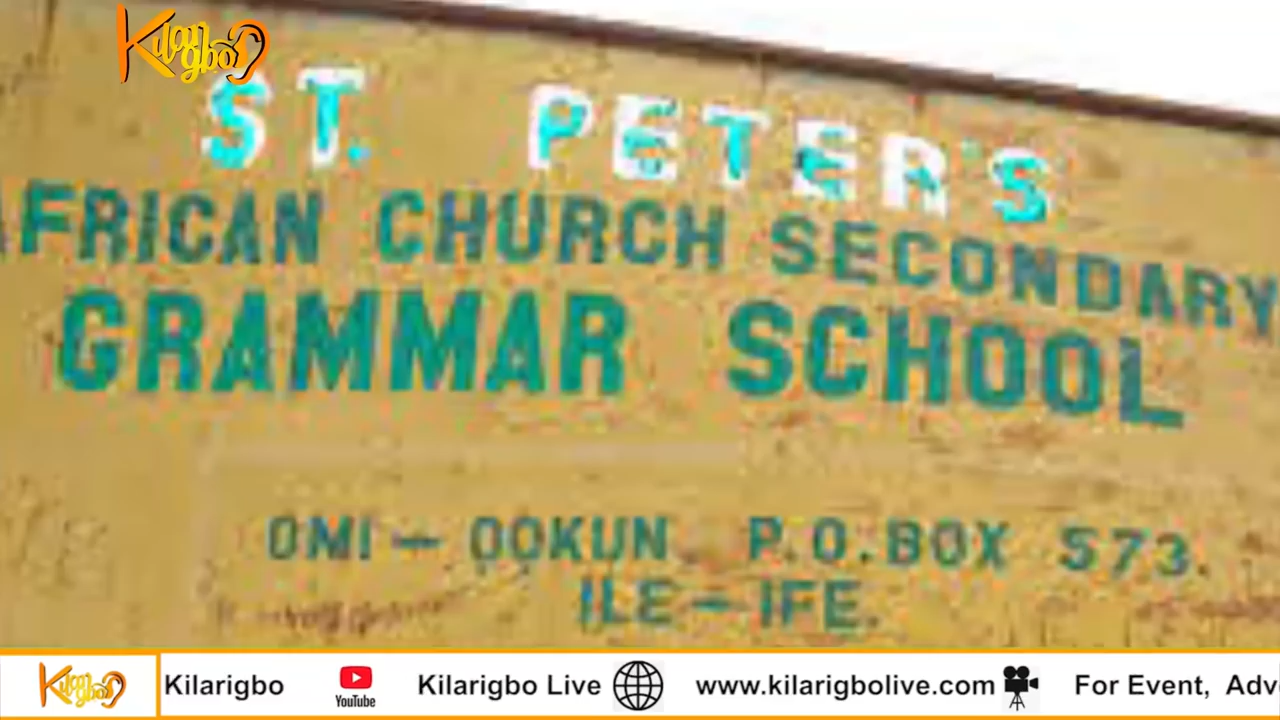 Kilarigbo
ST. PETER'S
AFRICAN CHURCH SECONDARY
GRAMMAR SCHOOL
OMI - OOKUN P.O.BOX 573.
ILE - IFE.
Kilarigbo Kilarigbo YouTube Kilarigbo Live www.kilarigbolive.com For Event,